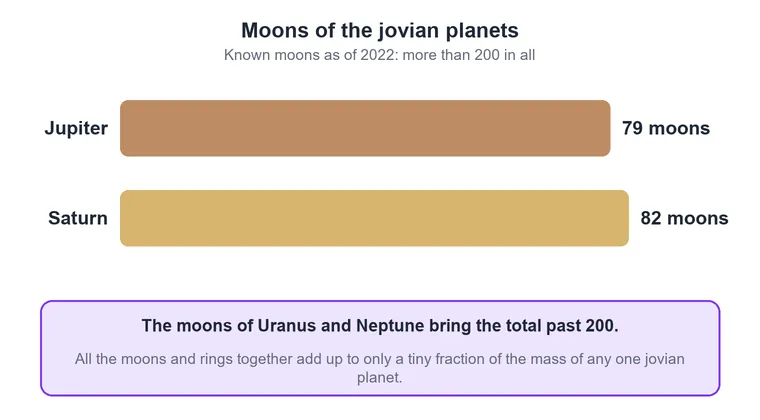 Moons of the jovian planets
Known moons as of 2022: more than 200 in all
Jupiter 79 moons
Saturn 82 moons
The moons of Uranus and Neptune bring the total past 200.
All the moons and rings together add up to only a tiny fraction of the mass of any one jovian
planet.